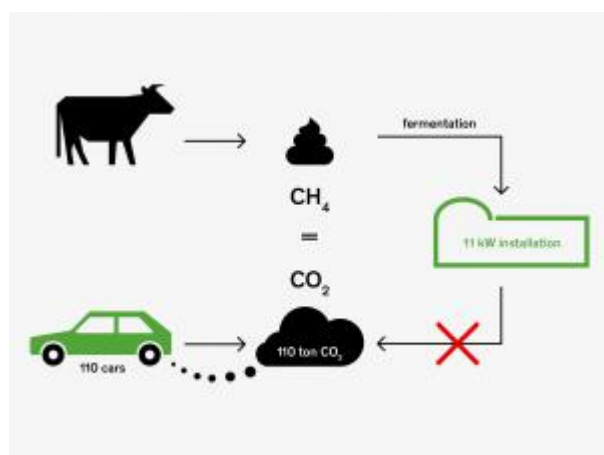 fermentation
CH₄
=
11 kW installation
CO₂
110 ton CO₂
110 cars